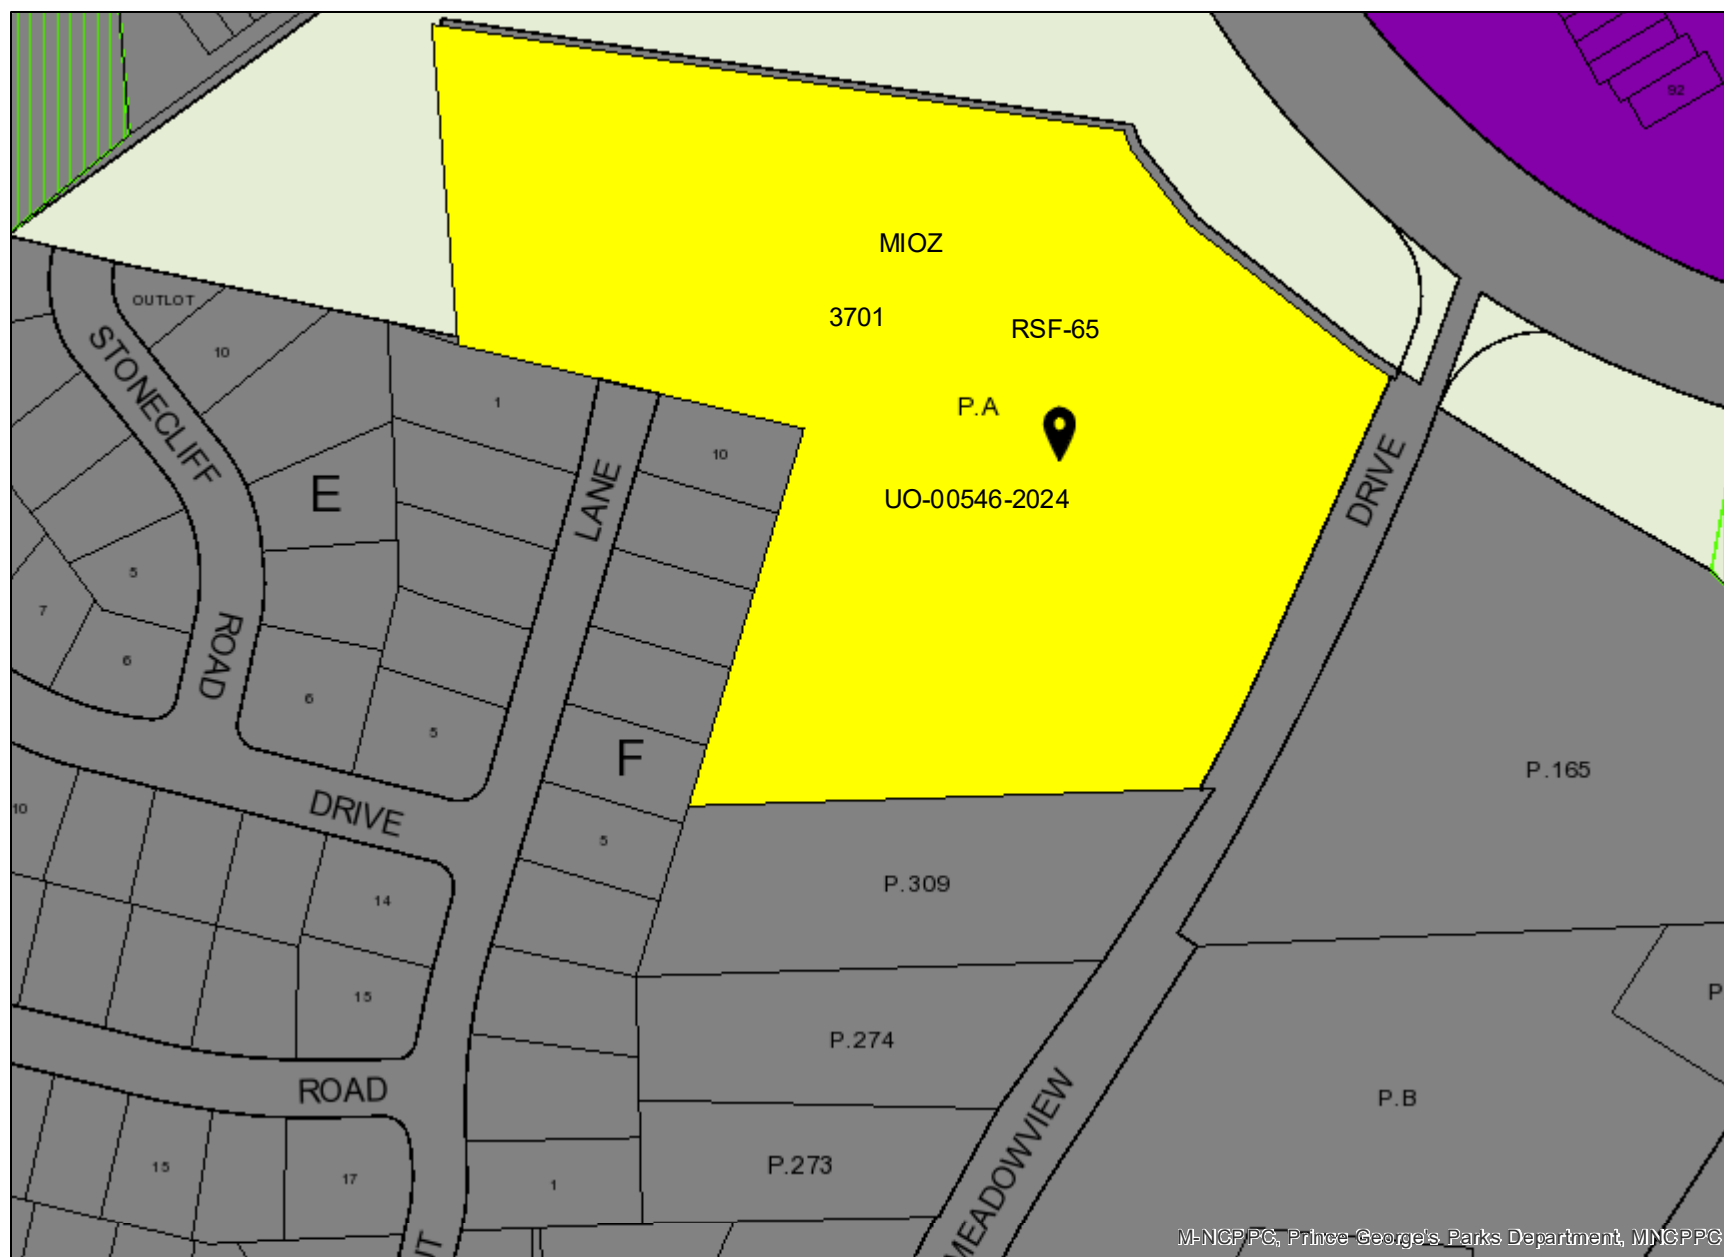 92
MIOZ
OUTLOT
3701
RSF-65
10
STONECLIFF
1
P.A
10
E
LANE
DRIVE
UO-00546-2024
5
7
ROAD
6
6
5
F
P.165
10
DRIVE
5
P.309
14
15
P
P.274
ROAD
P.B
MEADOWVIEW
15
17
P.273
1
M-NCPPC, Prince George's Parks Department, MNCPPC